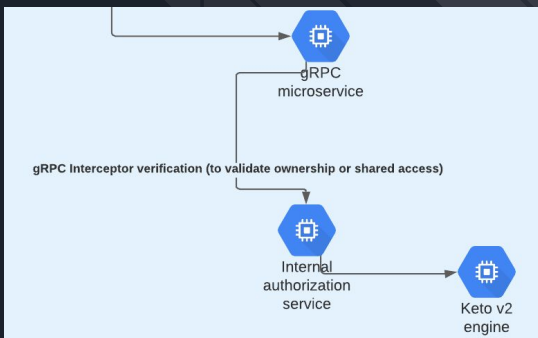 gRPC
microservice
gRPC Interceptor verification (to validate ownership or shared access)
Internal
authorization
service
Keto v2
engine